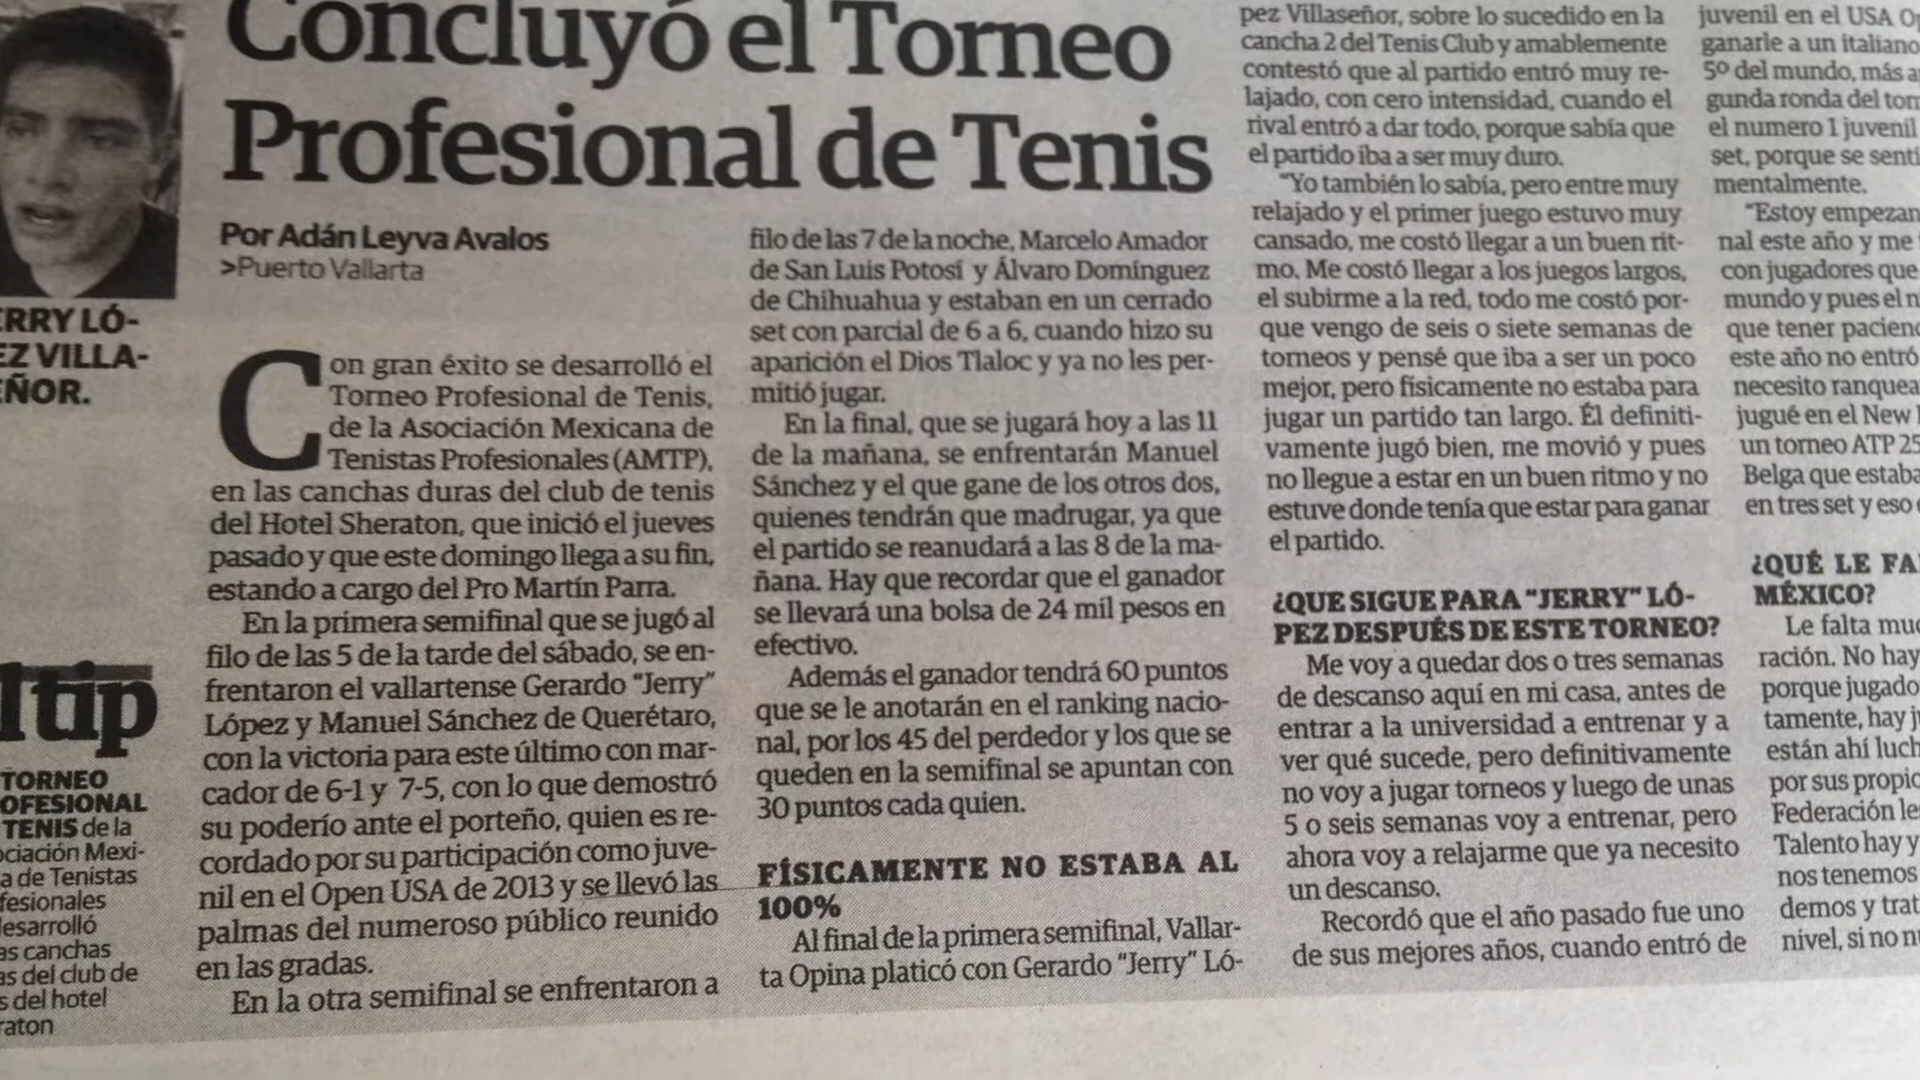 Concluyó el Torneo
Profesional de Tenis
Por Adán Leyva Avalos
>Puerto Vallarta
RRY LÓ-
EZ VILLA-
EÑOR.
ltip
TORNEO
OFESIONAL
TENIS de la
ociación Mexi-
a de Tenistas
fesionales
esarrolló
as canchas
as del club de
s del hotel
raton
Con gran éxito se desarrolló el
Torneo Profesional de Tenis,
de la Asociación Mexicana de
Tenistas Profesionales (AMTP),
en las canchas duras del club de tenis
del Hotel Sheraton, que inició el jueves
pasado y que este domingo llega a su fin,
estando a cargo del Pro Martín Parra.
En la primera semifinal que se jugó al
filo de las 5 de la tarde del sábado, se en-
frentaron el vallartense Gerardo "Jerry"
López y Manuel Sánchez de Querétaro,
con la victoria para este último con mar-
cador de 6-1 y 7-5, con lo que demostró
su poderío ante el porteño, quien es re-
cordado por su participación como juve-
nil en el Open USA de 2013 y se llevó las
palmas del numeroso público reunido
en las gradas.
En la otra semifinal se enfrentaron a
filo de las 7 de la noche, Marcelo Amador
de San Luis Potosí y Álvaro Domínguez
de Chihuahua y estaban en un cerrado
set con parcial de 6 a 6, cuando hizo su
aparición el Dios Tlaloc y ya no les per-
mitió jugar.
En la final, que se jugará hoy a las 11
de la mañana, se enfrentarán Manuel
Sánchez y el que gane de los otros dos,
quienes tendrán que madrugar, ya que
el partido se reanudará a las 8 de la ma-
ñana. Hay que recordar que el ganador
se llevará una bolsa de 24 mil pesos en
efectivo.
Además el ganador tendrá 60 puntos
que se le anotarán en el ranking nacio-
nal, por los 45 del perdedor y los que se
queden en la semifinal se apuntan con
30 puntos cada quien.
FÍSICAMENTE NO ESTABA AL
100%
Al final de la primera semifinal, Vallar-
ta Opina platicó con Gerardo "Jerry" Ló-
pez Villaseñor, sobre lo sucedido en la
cancha 2 del Tenis Club y amablemente
contestó que al partido entró muy re-
lajado, con cero intensidad, cuando el
rival entró a dar todo, porque sabía que
el partido iba a ser muy duro.
"Yo también lo sabía, pero entre muy
relajado y el primer juego estuvo muy
cansado, me costó llegar a un buen rit-
mo. Me costó llegar a los juegos largos,
el subirme a la red, todo me costó por-
que vengo de seis o siete semanas de
torneos y pensé que iba a ser un poco
mejor, pero físicamente no estaba para
jugar un partido tan largo. Él definiti-
vamente jugó bien, me movió y pues
no llegue a estar en un buen ritmo y no
estuve donde tenía que estar para ganar
el partido.
¿QUE SIGUE PARA "JERRY" LÓ-
PEZ DESPUÉS DE ESTE TORNEO?
Me voy a quedar dos o tres semanas
de descanso aquí en mi casa, antes de
entrar a la universidad a entrenar y a
ver qué sucede, pero definitivamente
no voy a jugar torneos y luego de unas
5 o seis semanas voy a entrenar, pero
ahora voy a relajarme que ya necesito
un descanso.
Recordó que el año pasado fue uno
de sus mejores años, cuando entró de
juvenil en el USA O
ganarle a un italiano
5º del mundo, más a
gunda ronda del tor
el numero 1 juvenil
set, porque se sentí
mentalmente.
"Estoy empezan
nal este año y me
con jugadores que
mundo y pues el n
que tener pacienc
este año no entró
necesito ranquea
jugué en el New
un torneo ATP 25
Belga que estaba
en tres set y eso
¿QUÉ LE FA
MÉXICO?
Le falta muc
ración. No hay
porque jugado
tamente, hay j
están ahí luch
por sus propio
Federación le
Talento hay y
nos tenemos
demos y trat
nivel, si no n